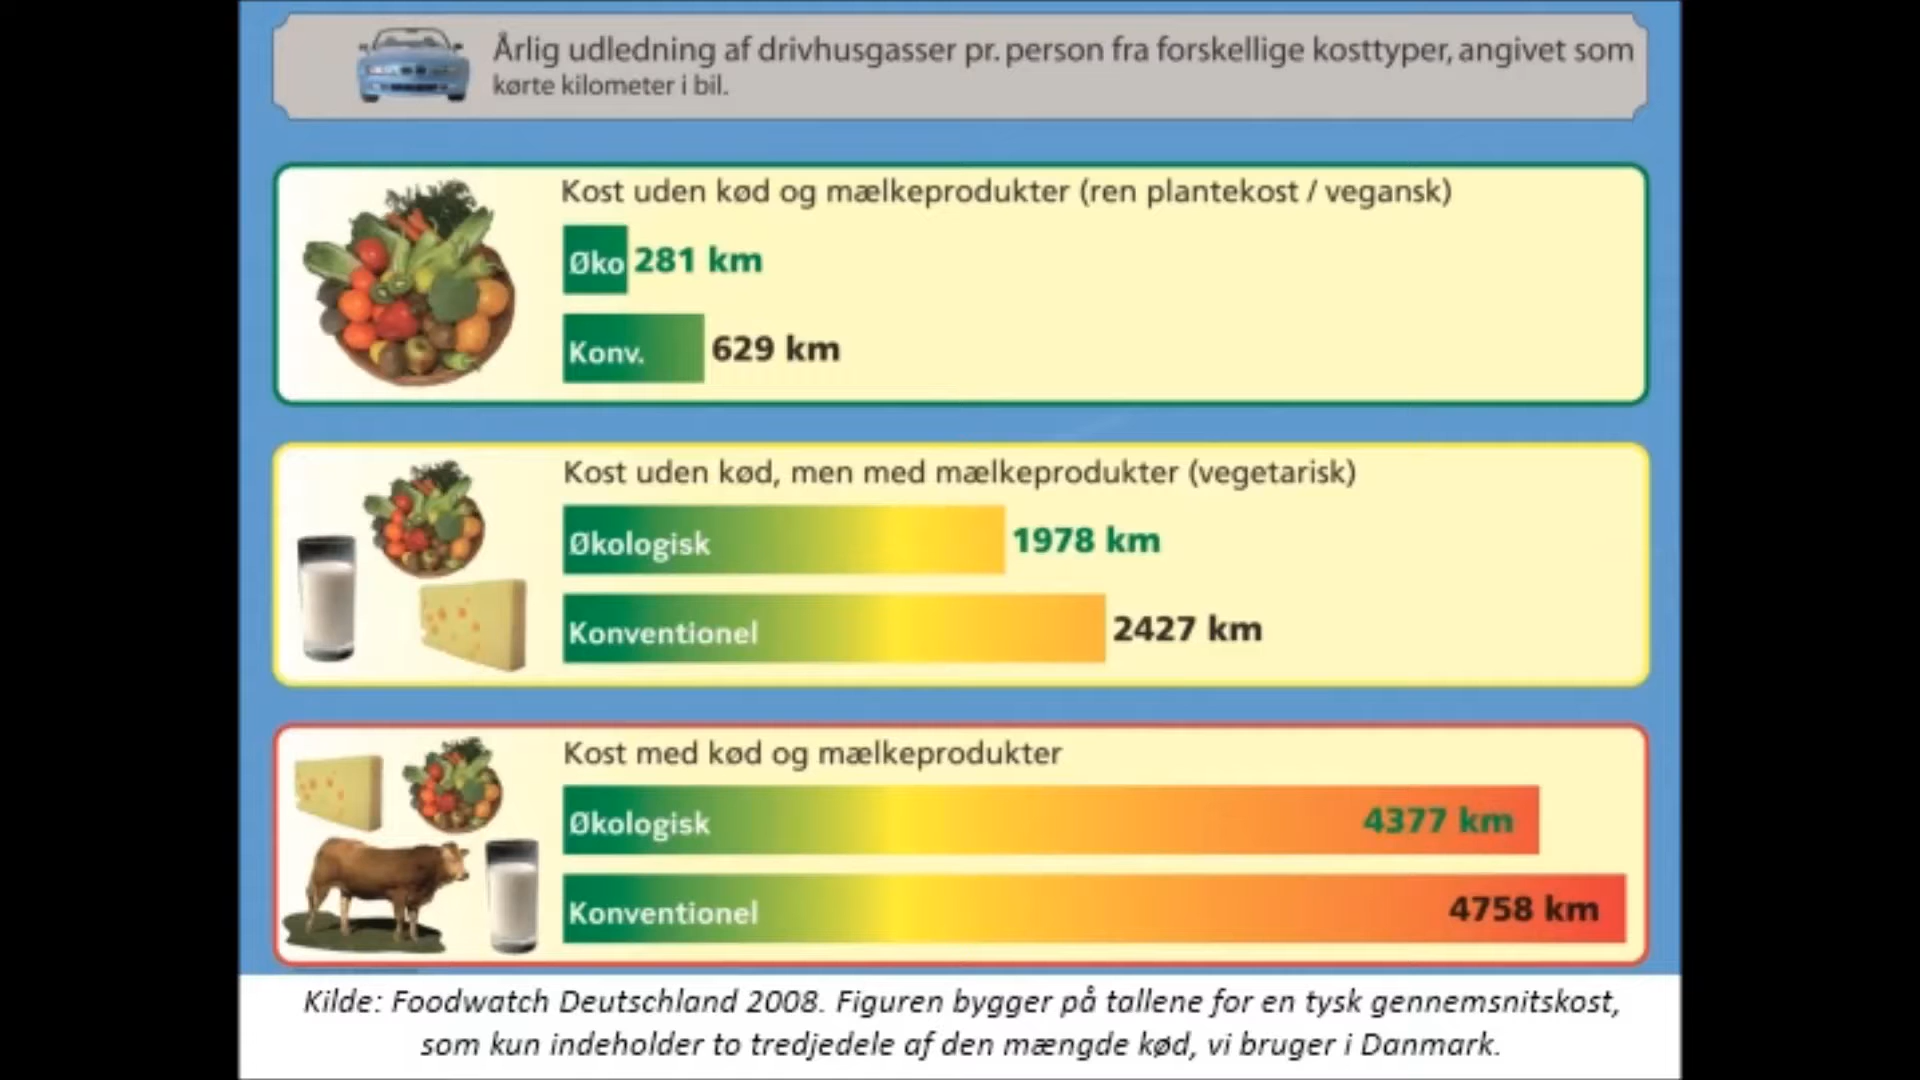 Årlig udledning af drivhusgasser pr. person fra forskellige kosttyper, angivet som
kørte kilometer i bil.
Kost uden kød og mælkeprodukter (ren plantekost / vegansk)
Øko 281 km
Konv. 629 km
Kost uden kød, men med mælkeprodukter (vegetarisk)
Økologisk 1978 km
Konventionel 2427 km
Kost med kød og mælkeprodukter
Økologisk 4377 km
Konventionel 4758 km
Kilde: Foodwatch Deutschland 2008. Figuren bygger på tallene for en tysk gennemsnitskost,
som kun indeholder to tredjedele af den mængde kød, vi bruger i Danmark.